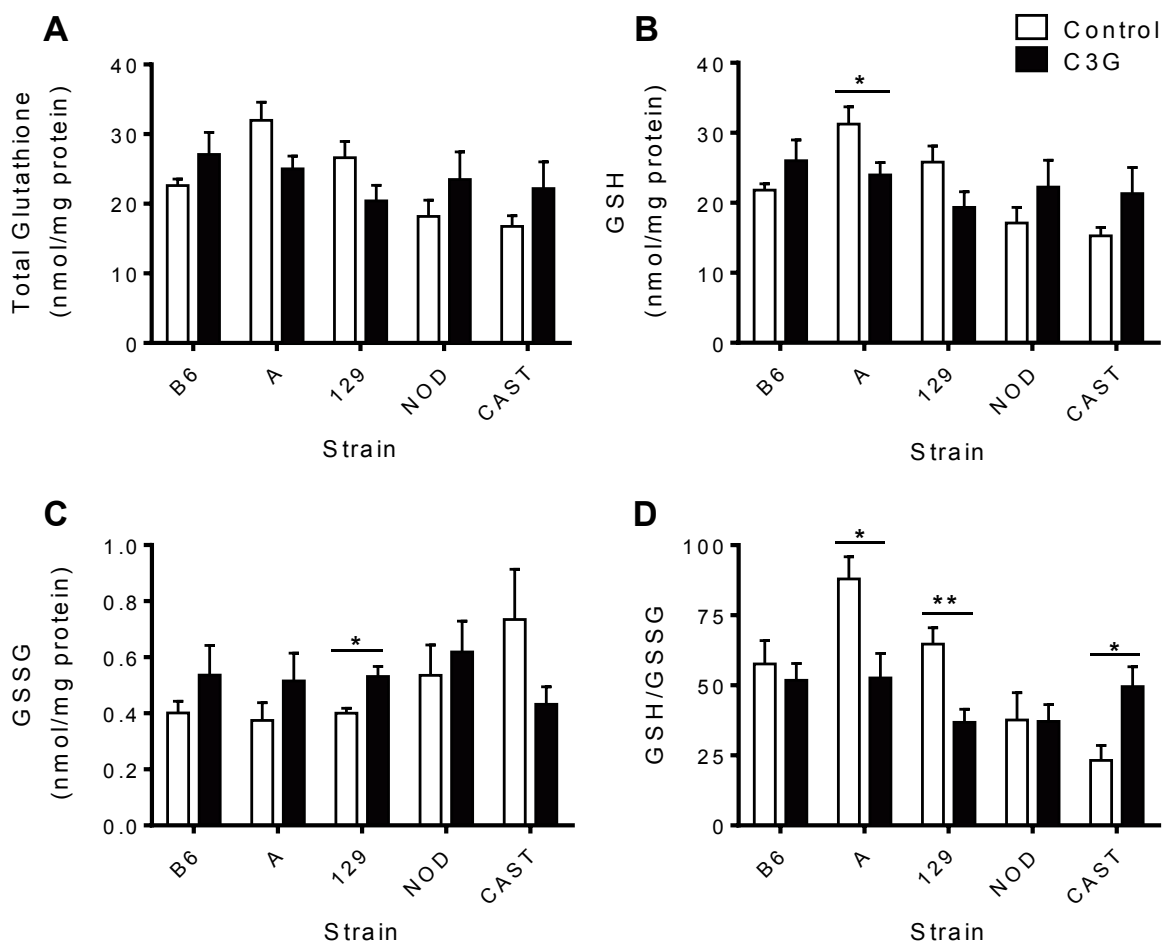 A
Total Glutathione
(nmol/mg protein)
40
30
20
10
0
B6
A
129
NOD
CAST
Strain
B
Control
C3G
GSH
(nmol/mg protein)
40
30
20
10
0
*
B6
A
129
NOD
CAST
Strain
C
GSSG
(nmol/mg protein)
1.0
0.8
0.6
0.4
0.2
0.0
*
B6
A
129
NOD
CAST
Strain
D
GSH/GSSG
100
75
50
25
0
*
**
*
B6
A
129
NOD
CAST
Strain